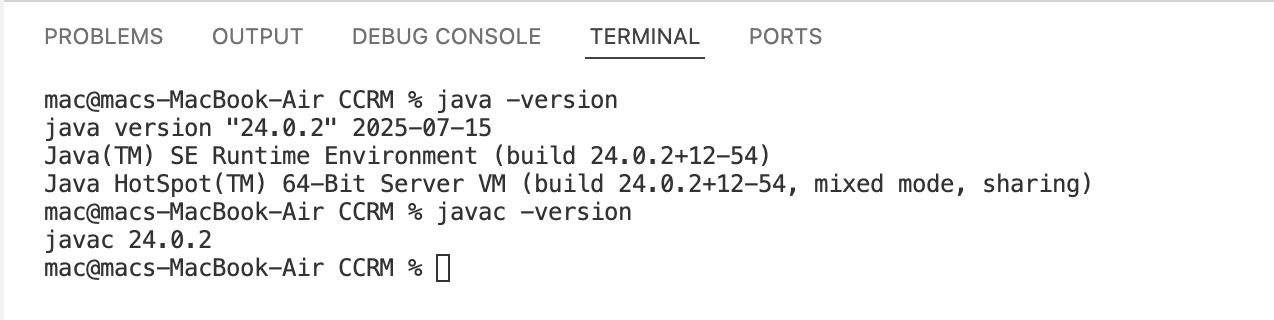 PROBLEMS OUTPUT DEBUG CONSOLE TERMINAL PORTS
mac@macs-MacBook-Air CCRM % java -version
java version "24.0.2" 2025-07-15
Java(TM) SE Runtime Environment (build 24.0.2+12-54)
Java HotSpot(TM) 64-Bit Server VM (build 24.0.2+12-54, mixed mode, sharing)
mac@macs-MacBook-Air CCRM % javac -version
javac 24.0.2
mac@macs-MacBook-Air CCRM %